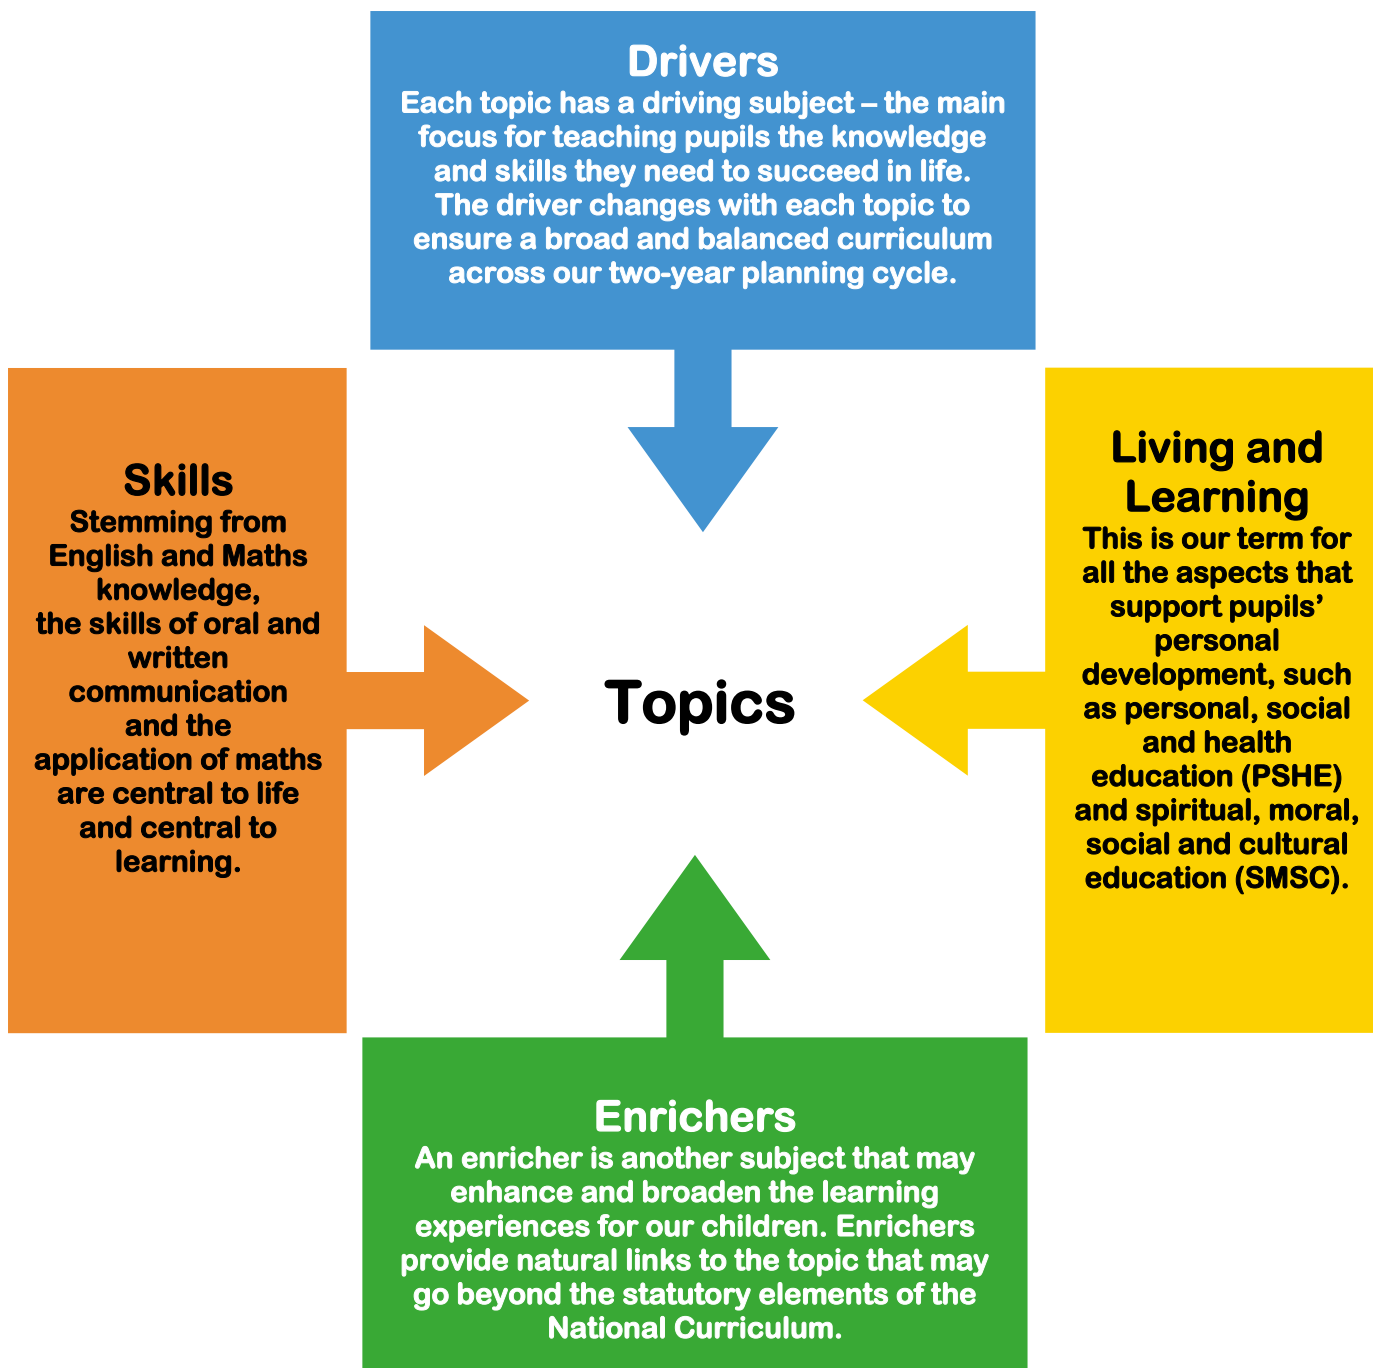 Drivers
Each topic has a driving subject – the main
focus for teaching pupils the knowledge
and skills they need to succeed in life.
The driver changes with each topic to
ensure a broad and balanced curriculum
across our two-year planning cycle.
Skills
Stemming from
English and Maths
knowledge,
the skills of oral and
written
communication
and the
application of maths
are central to life
and central to
learning.
Topics
Living and
Learning
This is our term for
all the aspects that
support pupils’
personal
development, such
as personal, social
and health
education (PSHE)
and spiritual, moral,
social and cultural
education (SMSC).
Enrichers
An enricher is another subject that may
enhance and broaden the learning
experiences for our children. Enrichers
provide natural links to the topic that may
go beyond the statutory elements of the
National Curriculum.